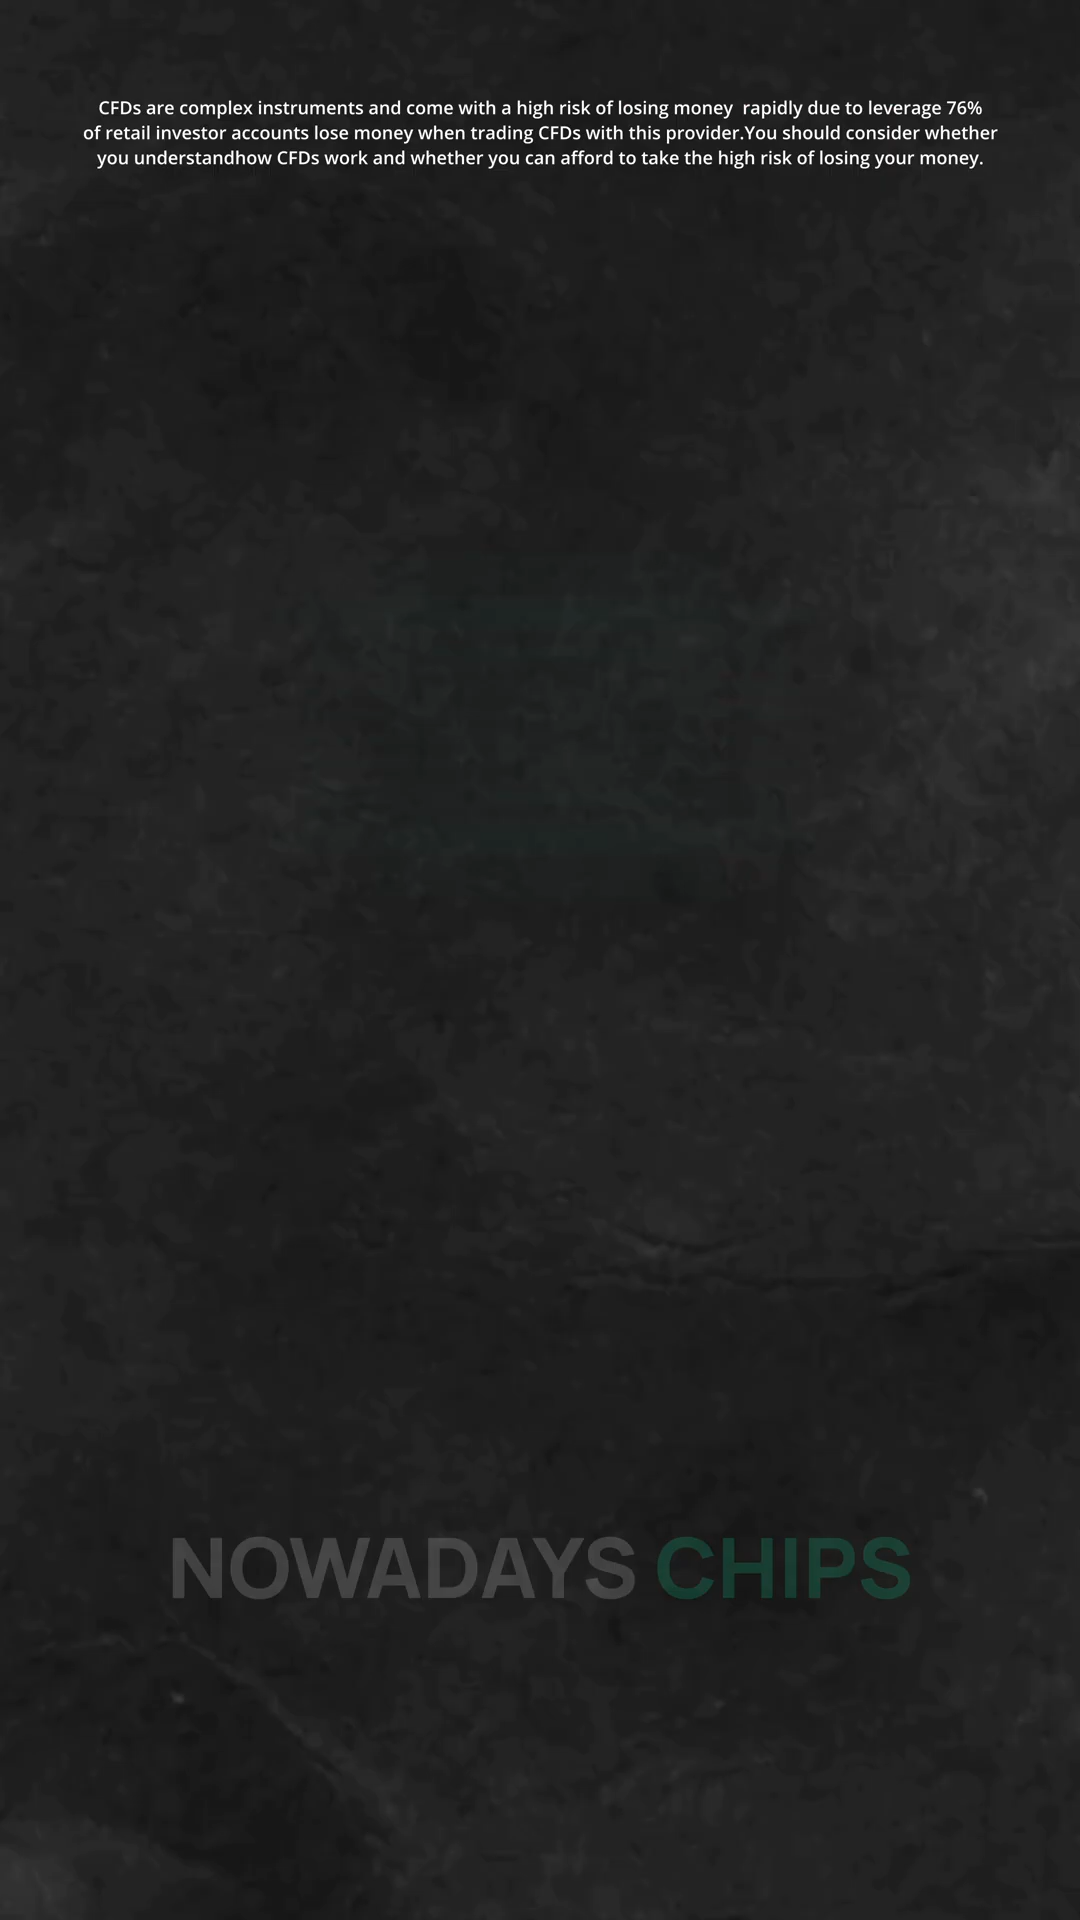 CFDs are complex instruments and come with a high risk of losing money  rapidly due to leverage 76%
of retail investor accounts lose money when trading CFDs with this provider.You should consider whether
you understandhow CFDs work and whether you can afford to take the high risk of losing your money.
NOWADAYS CHIPS